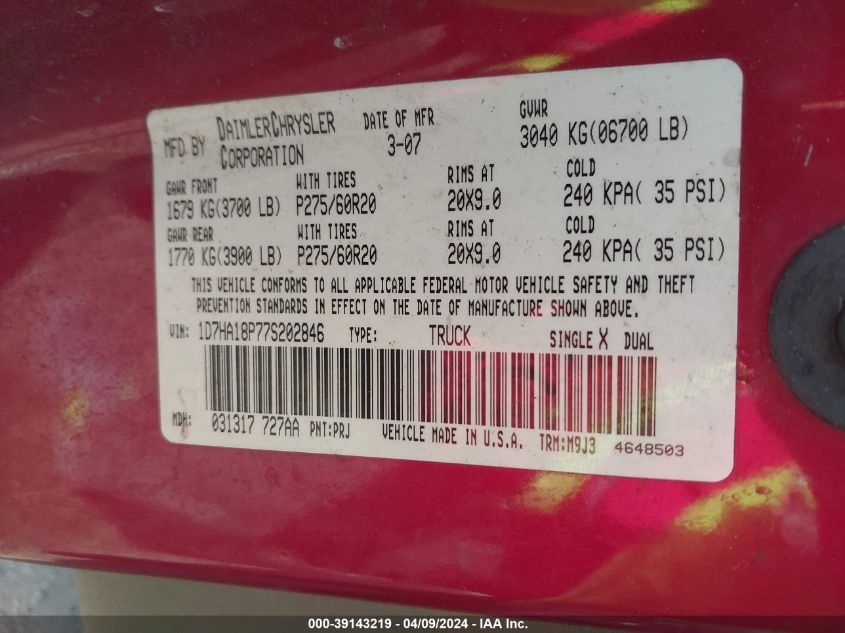 MFD BY DAIMLERCHRYSLER CORPORATION DATE OF MFR 3-07 GVWR 3040 KG(06700 LB)
GAWR FRONT WITH TIRES RIMS AT COLD
1679 KG(3700 LB) P275/60R20 20X9.0 240 KPA( 35 PSI)
GAWR REAR WITH TIRES RIMS AT COLD
1770 KG(3900 LB) P275/60R20 20X9.0 240 KPA( 35 PSI)
THIS VEHICLE CONFORMS TO ALL APPLICABLE FEDERAL MOTOR VEHICLE SAFETY AND THEFT
PREVENTION STANDARDS IN EFFECT ON THE DATE OF MANUFACTURE SHOWN ABOVE.
VIN: 1D7HA18P77S202846 TYPE: TRUCK SINGLE X DUAL
MDH: 031317 727AA PNT:PRJ VEHICLE MADE IN U.S.A. TRM:M9J3 4648503
000-39143219 - 04/09/2024 - IAA Inc.